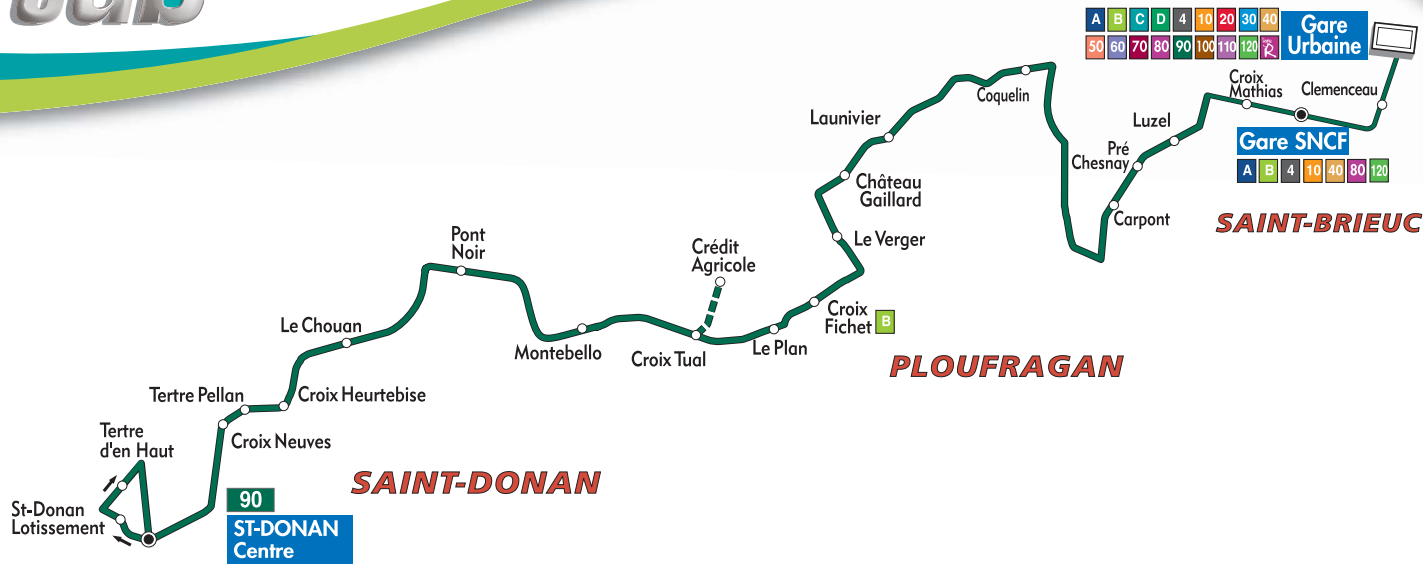 A B C D 4 10 20 30 40
50 60 70 80 90 100 110 120
Gare
Urbaine
Croix
Mathias
Clemenceau
Gare SNCF
A B 4 10 40 80 120
SAINT-BRIEUC
Luzel
Pré
Chesnay
Carpont
Coquelin
Launivier
Château
Gaillard
Le Verger
Croix
Fichet B
PLOUFRAGAN
Le Plan
Crédit
Agricole
Croix Tual
Montebello
Pont
Noir
Le Chouan
Croix Heurtebise
Tertre Pellan
Croix Neuves
SAINT-DONAN
Tertre
d'en Haut
St-Donan
Lotissement
90
ST-DONAN
Centre